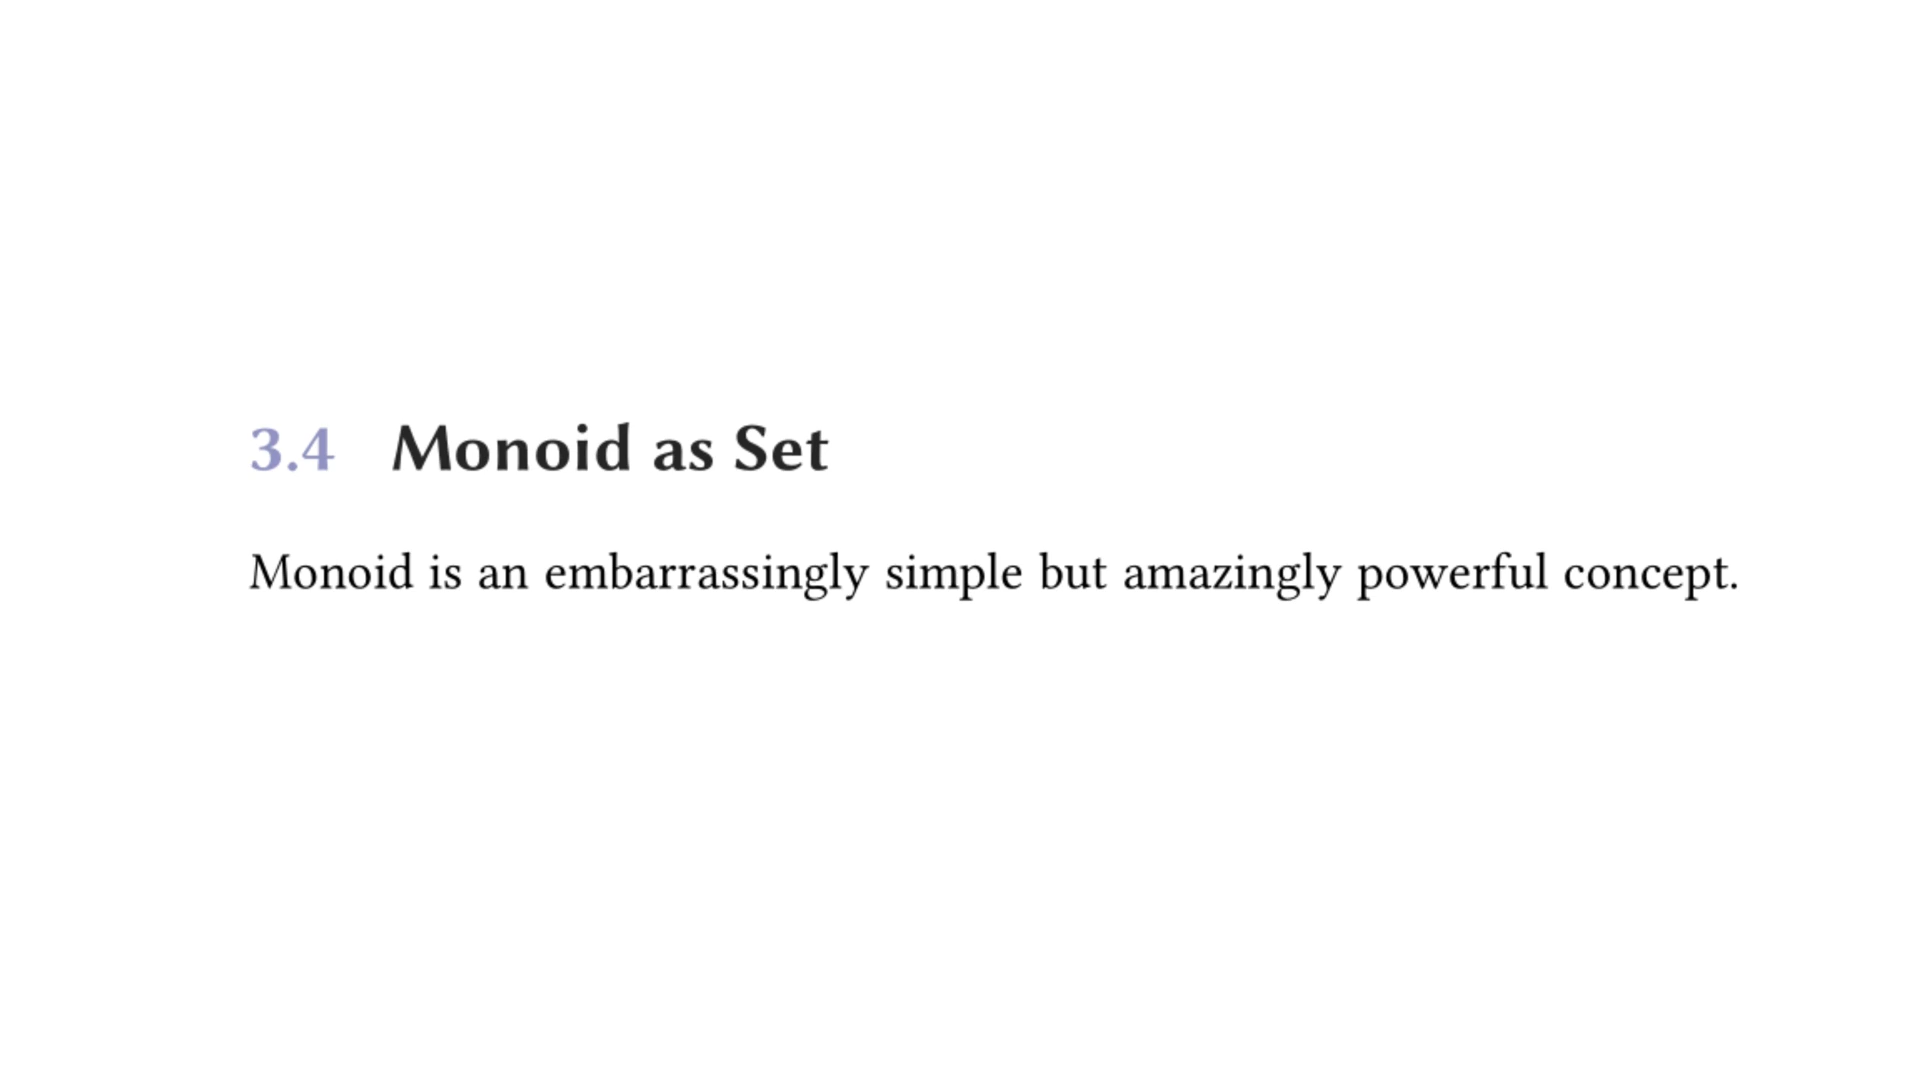 3.4 Monoid as Set
Monoid is an embarrassingly simple but amazingly powerful concept.